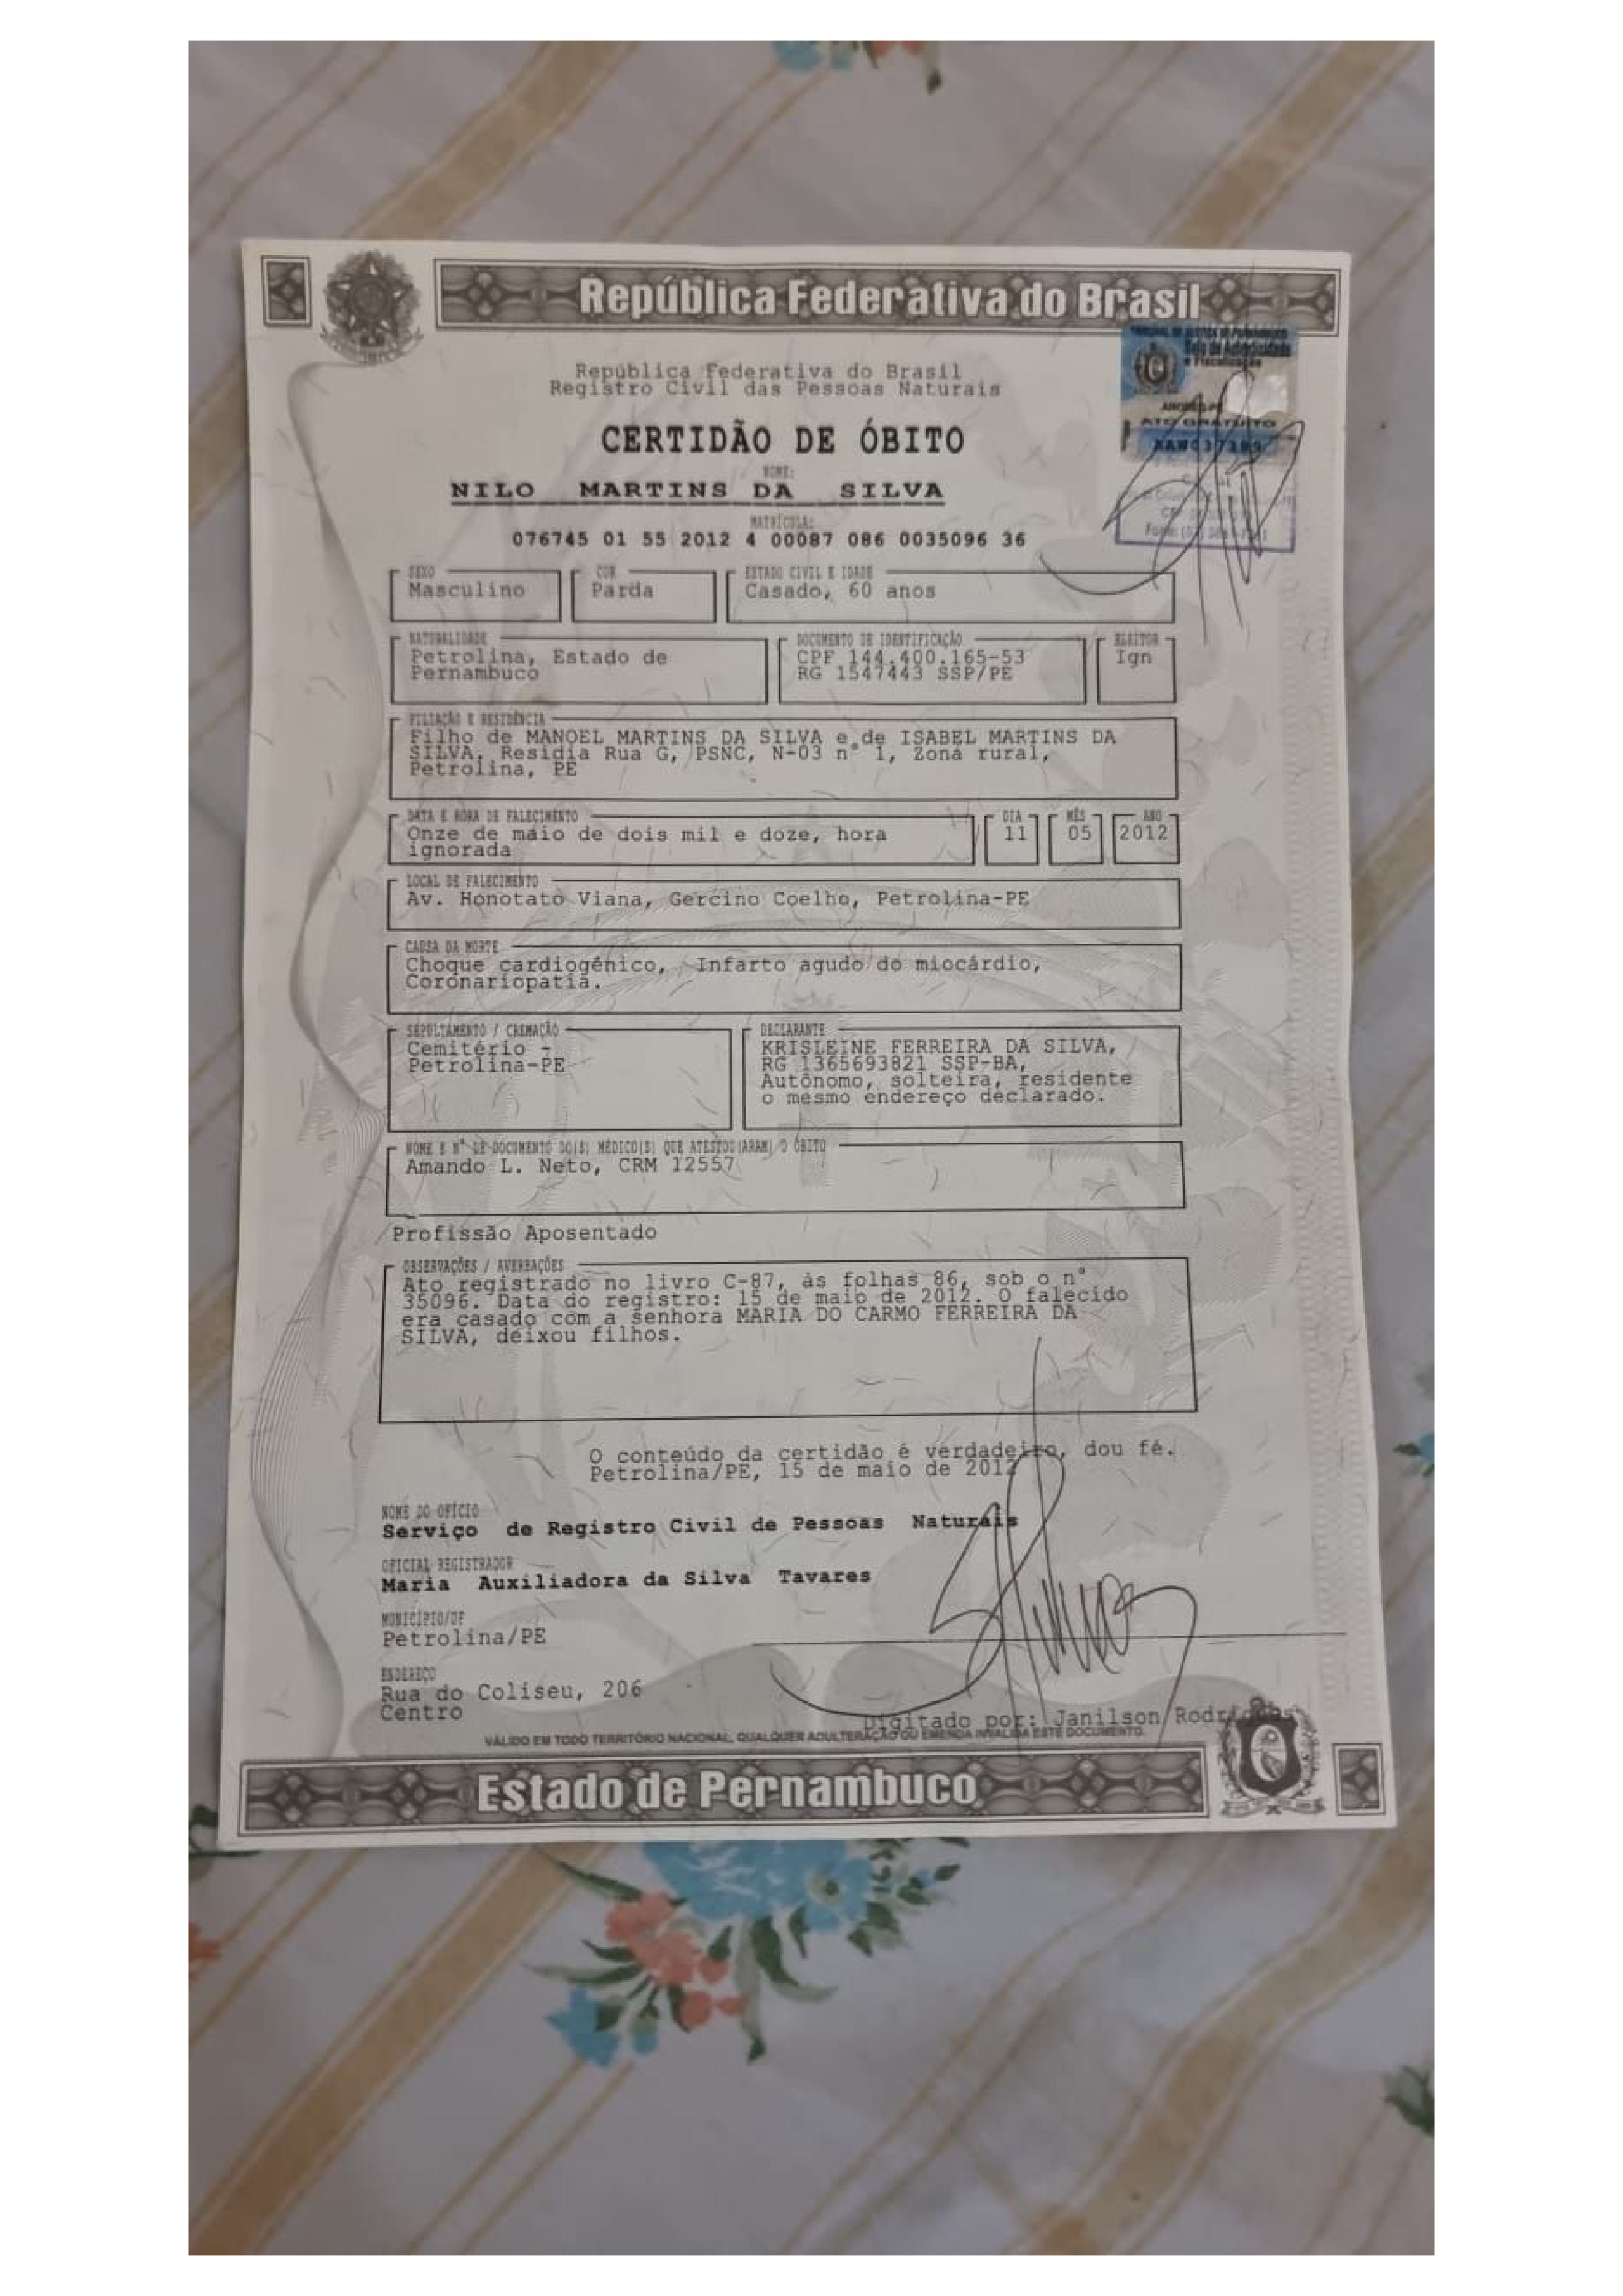 República Federativa do Brasil
TRIBUNAL DE JUSTIÇA DE PERNAMBUCO
Selo de Autenticidade
e Fiscalização
ATO GRATUITO
República Federativa do Brasil
Registro Civil das Pessoas Naturais
CERTIDÃO DE ÓBITO
NOME:
NILO MARTINS DA SILVA
MATRÍCULA:
076745 01 55 2012 4 00087 086 0035096 36
SEXO COR ESTADO CIVIL E IDADE
Masculino Parda Casado, 60 anos
NATURALIDADE DOCUMENTO DE IDENTIFICAÇÃO ELEITOR
Petrolina, Estado de CPF 144.400.165-53 Ign
Pernambuco RG 1547443 SSP/PE
FILIAÇÃO E RESIDÊNCIA
Filho de MANOEL MARTINS DA SILVA e de ISABEL MARTINS DA
SILVA. Residia Rua G, PSNC, N-03 n° 1, Zona rural,
Petrolina, PE
DATA E HORA DE FALECIMENTO DIA MÊS ANO
Onze de maio de dois mil e doze, hora 11 05 2012
ignorada
LOCAL DE FALECIMENTO
Av. Honotato Viana, Gercino Coelho, Petrolina-PE
CAUSA DA MORTE
Choque cardiogênico, Infarto agudo do miocárdio,
Coronariopatia.
SEPULTAMENTO / CREMAÇÃO
Cemitério -
Petrolina-PE
DECLARANTE
KRISLEINE FERREIRA DA SILVA,
RG 1365693821 SSP-BA,
Autônomo, solteira, residente
o mesmo endereço declarado.
NOME E N° DE DOCUMENTO DO(S) MÉDICO(S) QUE ATESTOU(ARAM) O ÓBITO
Amando L. Neto, CRM 12557
Profissão Aposentado
OBSERVAÇÕES / AVERBAÇÕES
Ato registrado no livro C-87, às folhas 86, sob o n°
35096. Data do registro: 15 de maio de 2012. O falecido
era casado com a senhora MARIA DO CARMO FERREIRA DA
SILVA, deixou filhos.
O conteúdo da certidão é verdadeiro, dou fé.
Petrolina/PE, 15 de maio de 2012
NOME DO OFÍCIO
Serviço de Registro Civil de Pessoas Naturais
OFICIAL REGISTRADOR
Maria Auxiliadora da Silva Tavares
MUNICÍPIO/UF
Petrolina/PE
ENDEREÇO
Rua do Coliseu, 206
Centro
Digitado por: Janilson Rodrigues
VÁLIDO EM TODO TERRITÓRIO NACIONAL, QUALQUER ADULTERAÇÃO OU EMENDA INVALIDA ESTE DOCUMENTO.
Estado de Pernambuco